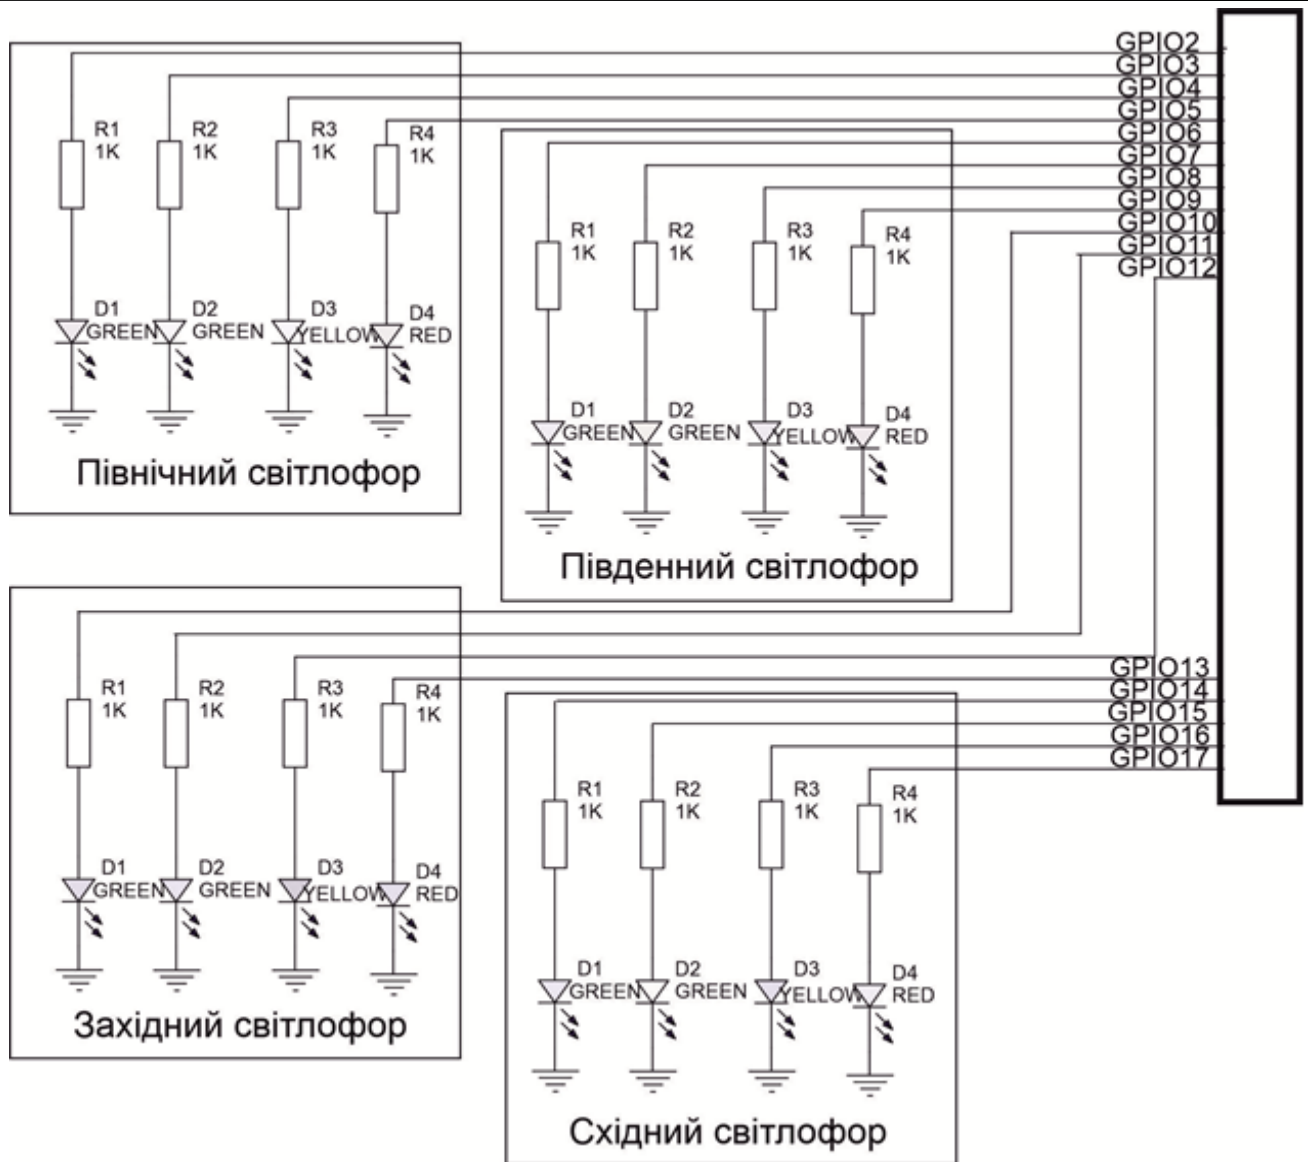 GPIO2
GPIO3
GPIO4
GPIO5
GPIO6
GPIO7
GPIO8
GPIO9
GPIO10
GPIO11
GPIO12
R1
1K
R2
1K
R3
1K
R4
1K
D1
GREEN
D2
GREEN
D3
YELLOW
D4
RED
Північний світлофор
R1
1K
R2
1K
R3
1K
R4
1K
D1
GREEN
D2
GREEN
D3
YELLOW
D4
RED
Південний світлофор
GPIO13
GPIO14
GPIO15
GPIO16
GPIO17
R1
1K
R2
1K
R3
1K
R4
1K
D1
GREEN
D2
GREEN
D3
YELLOW
D4
RED
Західний світлофор
R1
1K
R2
1K
R3
1K
R4
1K
D1
GREEN
D2
GREEN
D3
YELLOW
D4
RED
Східний світлофор